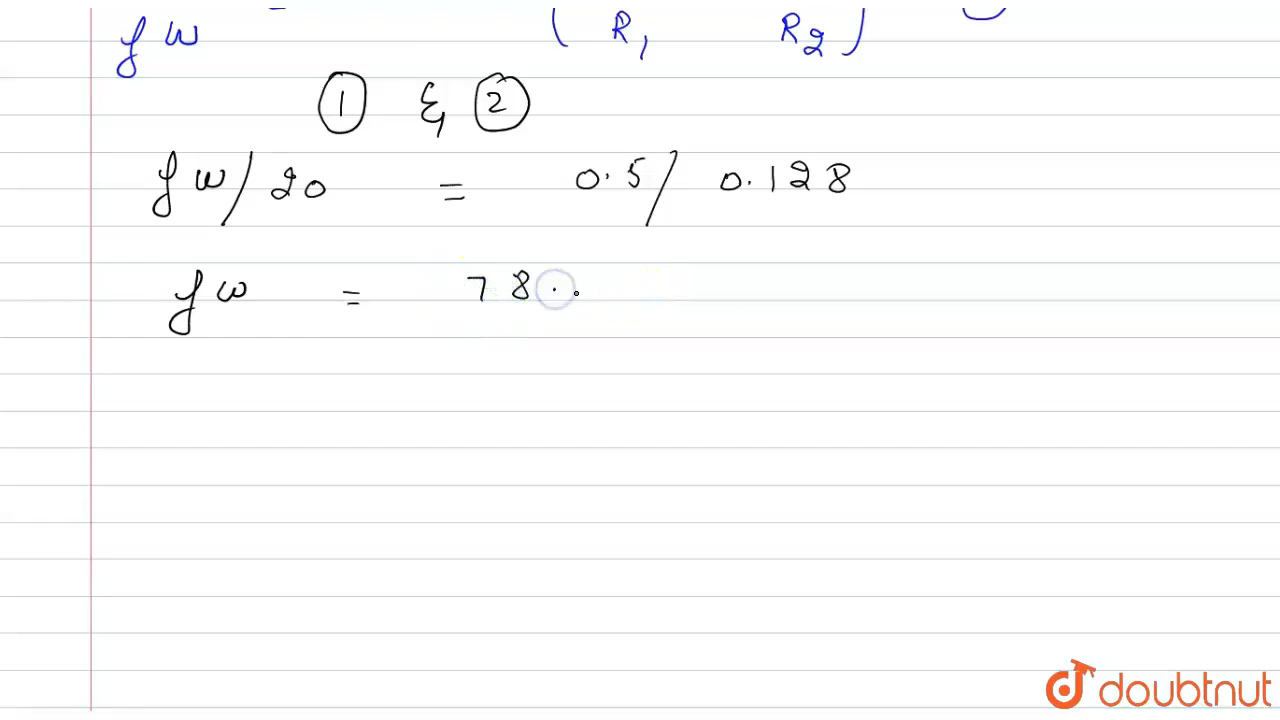 fw ( R1 R2 )
1 & 2
fw/20 = 0.5/0.128
fw = 78..
doubtnut